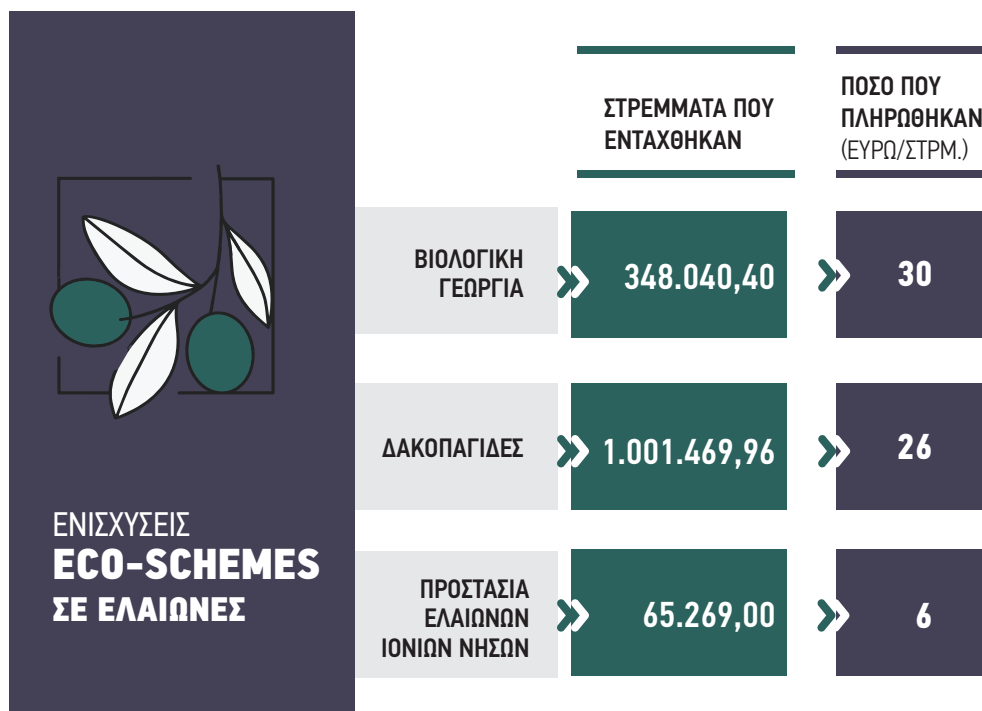 ΕΝΙΣΧΥΣΕΙΣ
ECO-SCHEMES
ΣΕ ΕΛΑΙΩΝΕΣ
ΣΤΡΕΜΜΑΤΑ ΠΟΥ
ΕΝΤΑΧΘΗΚΑΝ
ΠΟΣΟ ΠΟΥ
ΠΛΗΡΩΘΗΚΑΝ
(ΕΥΡΩ/ΣΤΡΜ.)
ΒΙΟΛΟΓΙΚΗ
ΓΕΩΡΓΙΑ
348.040,40
30
ΔΑΚΟΠΑΓΙΔΕΣ
1.001.469,96
26
ΠΡΟΣΤΑΣΙΑ
ΕΛΑΙΩΝΩΝ
ΙΟΝΙΩΝ ΝΗΣΩΝ
65.269,00
6